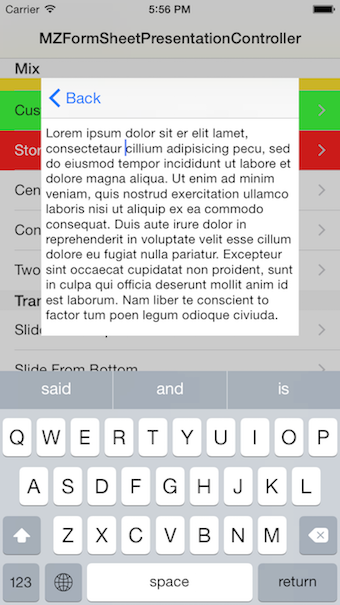 Carrier 5:56 PM
MZFormSheetPresentationController
Mix
Cus
Back
Stor
Lorem ipsum dolor sit er elit lamet,
consectetaur cillium adipisicing pecu, sed
do eiusmod tempor incididunt ut labore et
dolore magna aliqua. Ut enim ad minim
veniam, quis nostrud exercitation ullamco
laboris nisi ut aliquip ex ea commodo
consequat. Duis aute irure dolor in
reprehenderit in voluptate velit esse cillum
dolore eu fugiat nulla pariatur. Excepteur
sint occaecat cupidatat non proident, sunt
in culpa qui officia deserunt mollit anim id
est laborum. Nam liber te conscient to
factor tum poen legum odioque civiuda.
Cen
Con
Two
Tran
Slide
Slide From Bottom
said and is
Q W E R T Y U I O P
A S D F G H J K L
Z X C V B N M
123 space return